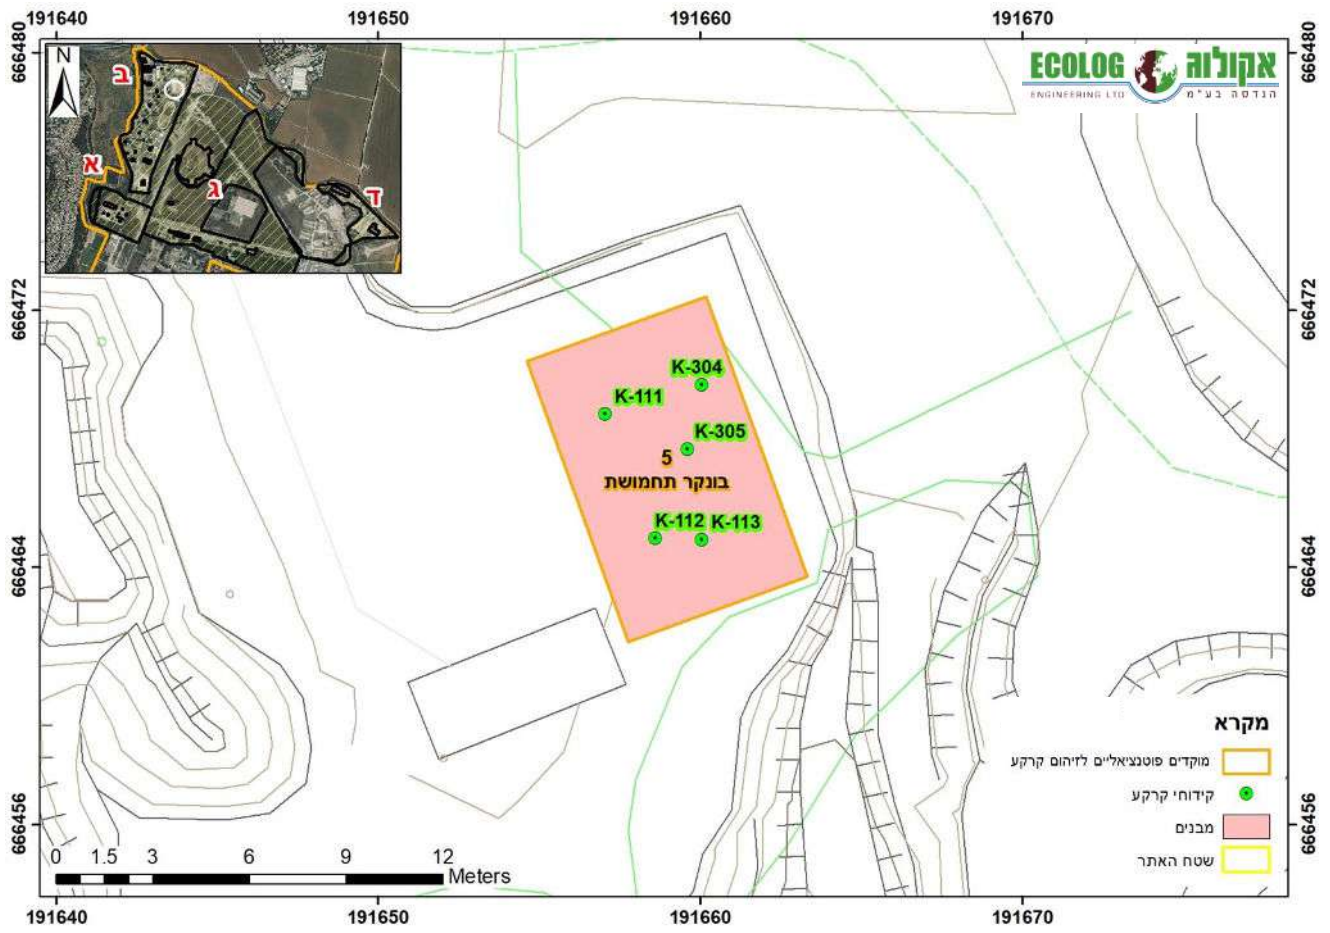 191640 191650 191660 191670
666480 666480
N
ב
א
ג
ד
ECOLOG אקולוג
ENGINEERING LTD הנדסה בע"מ
666472 666472
K-304
K-111
K-305
5
בונקר תחמושת
K-112 K-113
666464 666464
מקרא
מוקדים פוטנציאליים לזיהום קרקע
קידוחי קרקע
מבנים
שטח האתר
666456 666456
0 1.5 3 6 9 12
Meters
191640 191650 191660 191670